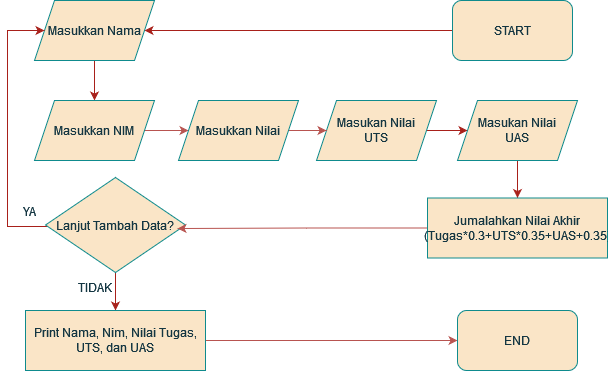 START
Masukkan Nama
Masukkan NIM
Masukkan Nilai
Masukan Nilai
UTS
Masukan Nilai
UAS
Jumalahkan Nilai Akhir
(Tugas*0.3+UTS*0.35+UAS+0.35
Lanjut Tambah Data?
YA
TIDAK
Print Nama, Nim, Nilai Tugas,
UTS, dan UAS
END